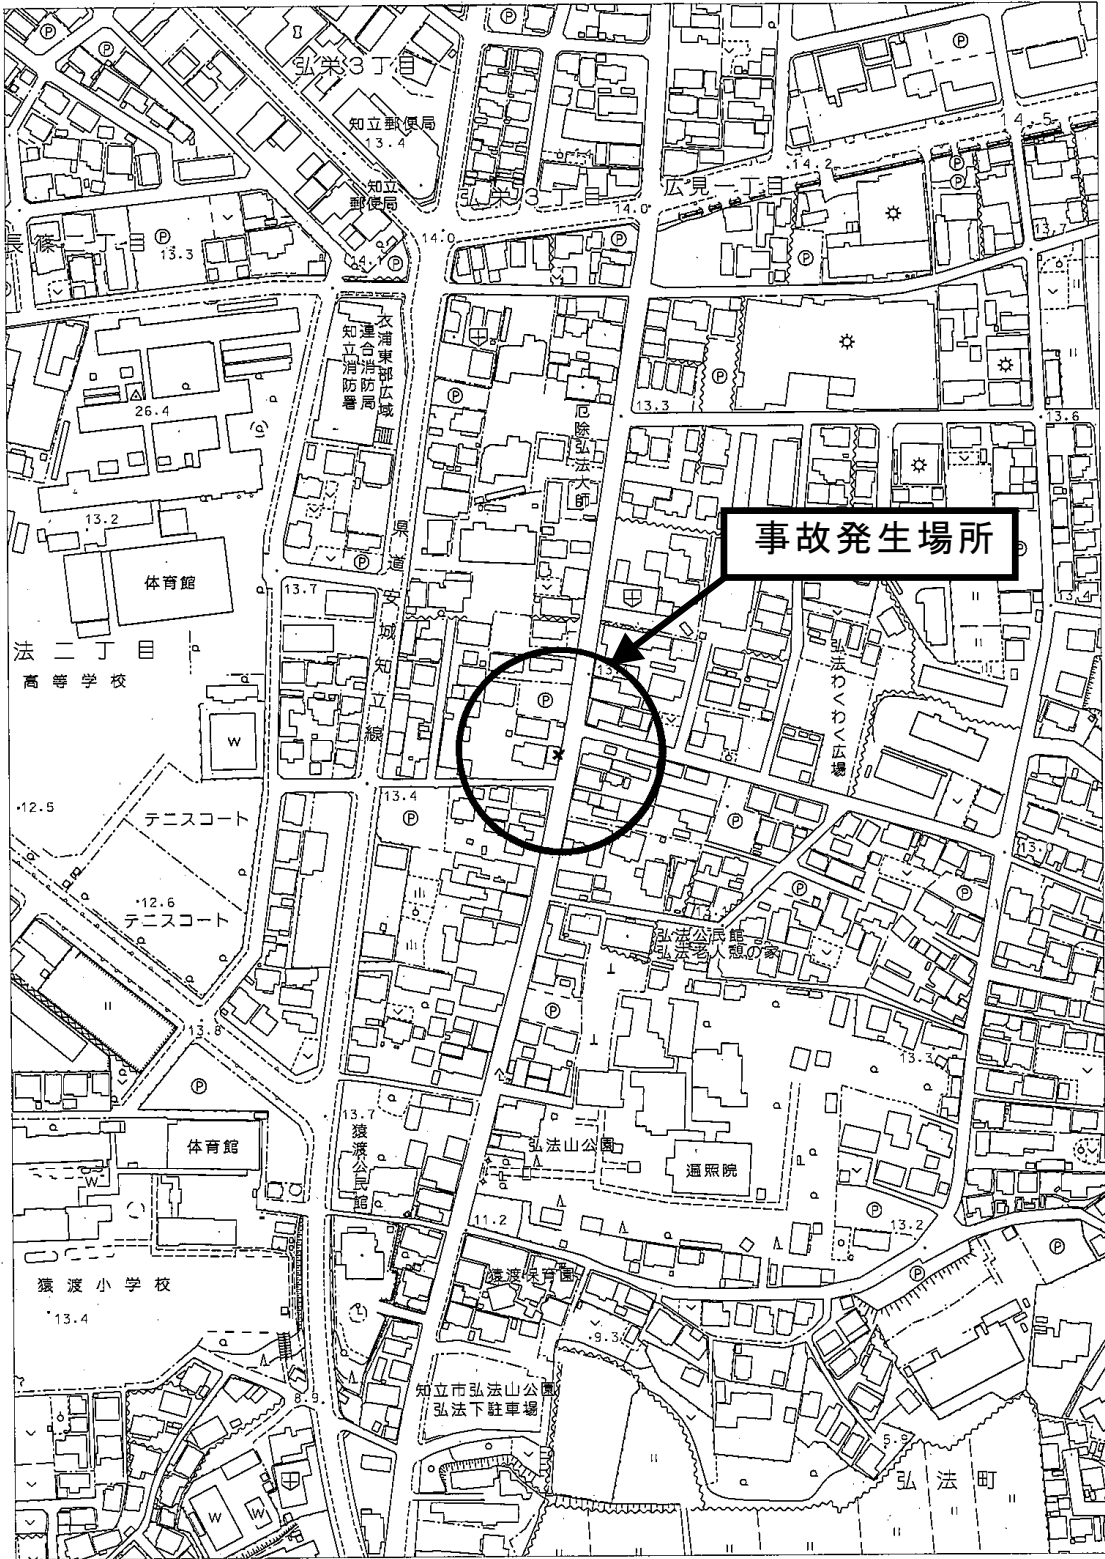 弘栄3丁目
知立郵便局
13.4
知立
郵便局
弘栄3丁目
広見一丁目
14.5
14.2
14.0
14.0
13.7
13.3
衣浦東部広域
連合消防局
知立消防署
厄除弘法大師
13.3
13.6
26.4
13.2
体育館
13.7
県道安城知立線
事故発生場所
13.4
法二丁目
高等学校
W
弘法わくわく広場
13.4
12.5
テニスコート
12.6
テニスコート
弘法公民館
弘法老人憩の家
13.8
13.3
13.7
猿渡公民館
体育館
W
弘法山公園
遍照院
11.2
13.2
猿渡小学校
13.4
猿渡保育園
9.3
知立市弘法山公園
弘法下駐車場
8.9
5.9
弘法町
W
W